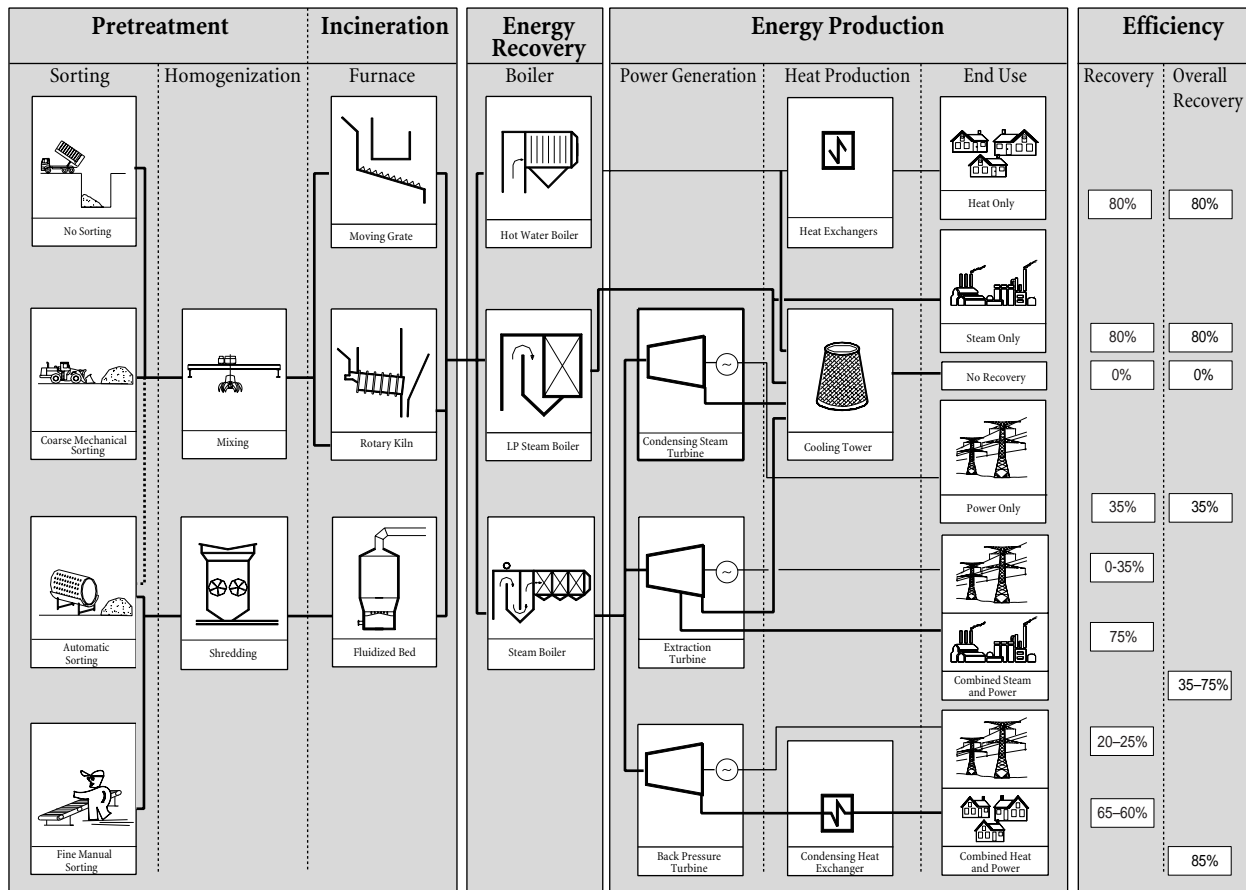 Pretreatment
Incineration
Energy
Recovery
Energy Production
Efficiency
Sorting
Homogenization
Furnace
Boiler
Power Generation
Heat Production
End Use
Recovery
Overall
Recovery
No Sorting
Moving Grate
Hot Water Boiler
Heat Exchangers
Heat Only
80%
80%
Steam Only
80%
80%
No Recovery
0%
0%
Coarse Mechanical
Sorting
Mixing
Rotary Kiln
LP Steam Boiler
Condensing Steam
Turbine
~
Cooling Tower
Power Only
35%
35%
Automatic
Sorting
Shredding
Fluidized Bed
Steam Boiler
Extraction
Turbine
~
0-35%
75%
Combined Steam
and Power
35–75%
Fine Manual
Sorting
Back Pressure
Turbine
~
Condensing Heat
Exchanger
20–25%
65–60%
Combined Heat
and Power
85%